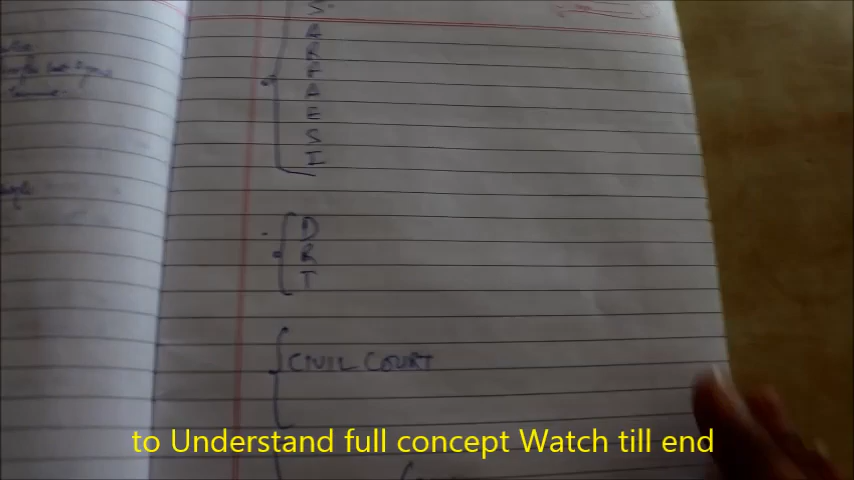 S
A
R
F
A
E
S
I
D
R
T
CIVIL COURT
to Understand full concept Watch till end